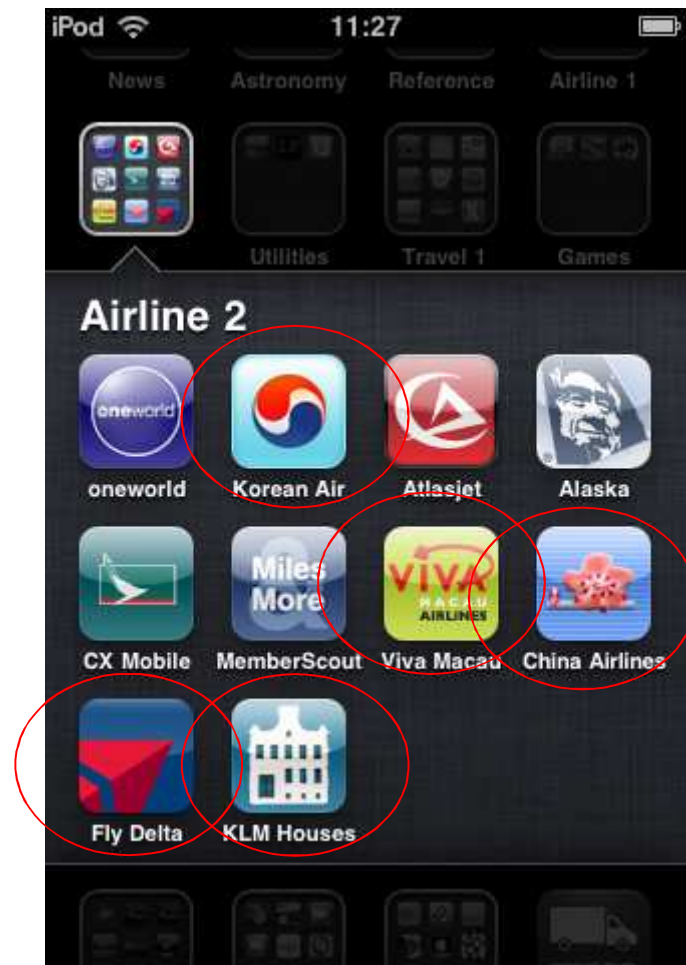 iPod 11:27
News Astronomy Reference Airline 1
Utilities Travel 1 Games
Airline 2
oneworld
oneworld Korean Air Atlasjet Alaska
Miles
& More
VIVA
MACAU
AIRLINES
CX Mobile MemberScout Viva Macau China Airlines
Fly Delta KLM Houses